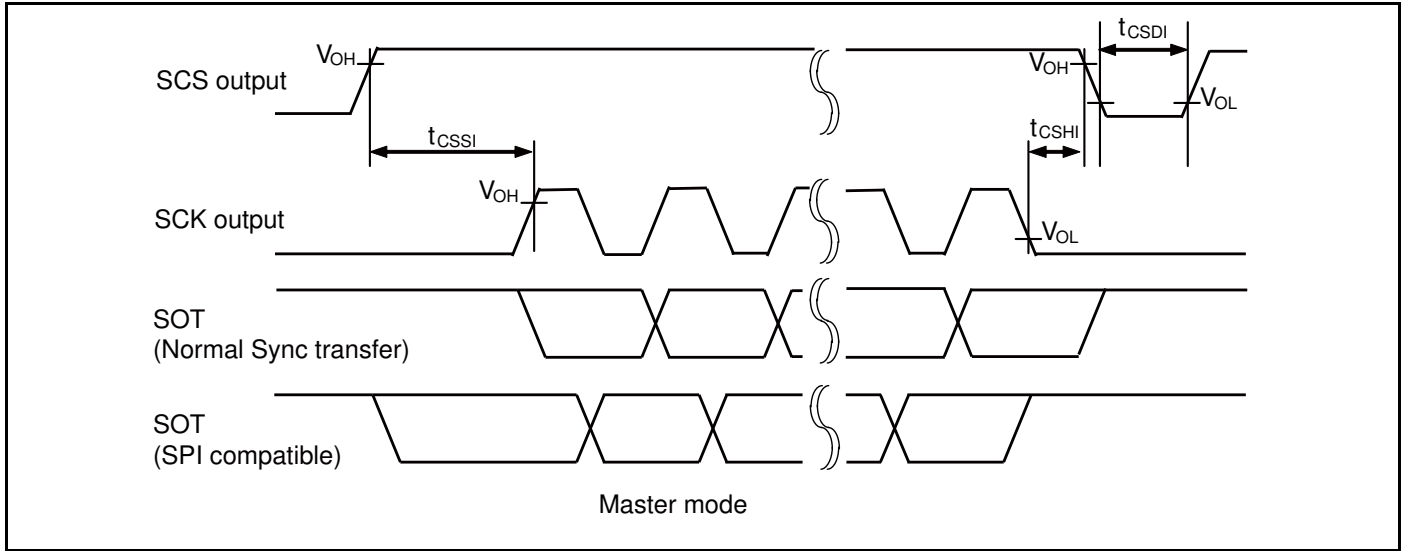 tCSDI
VOH
VOH
SCS output
VOL
tCSSI
tCSHI
VOH
SCK output
VOL
SOT
(Normal Sync transfer)
SOT
(SPI compatible)
Master mode